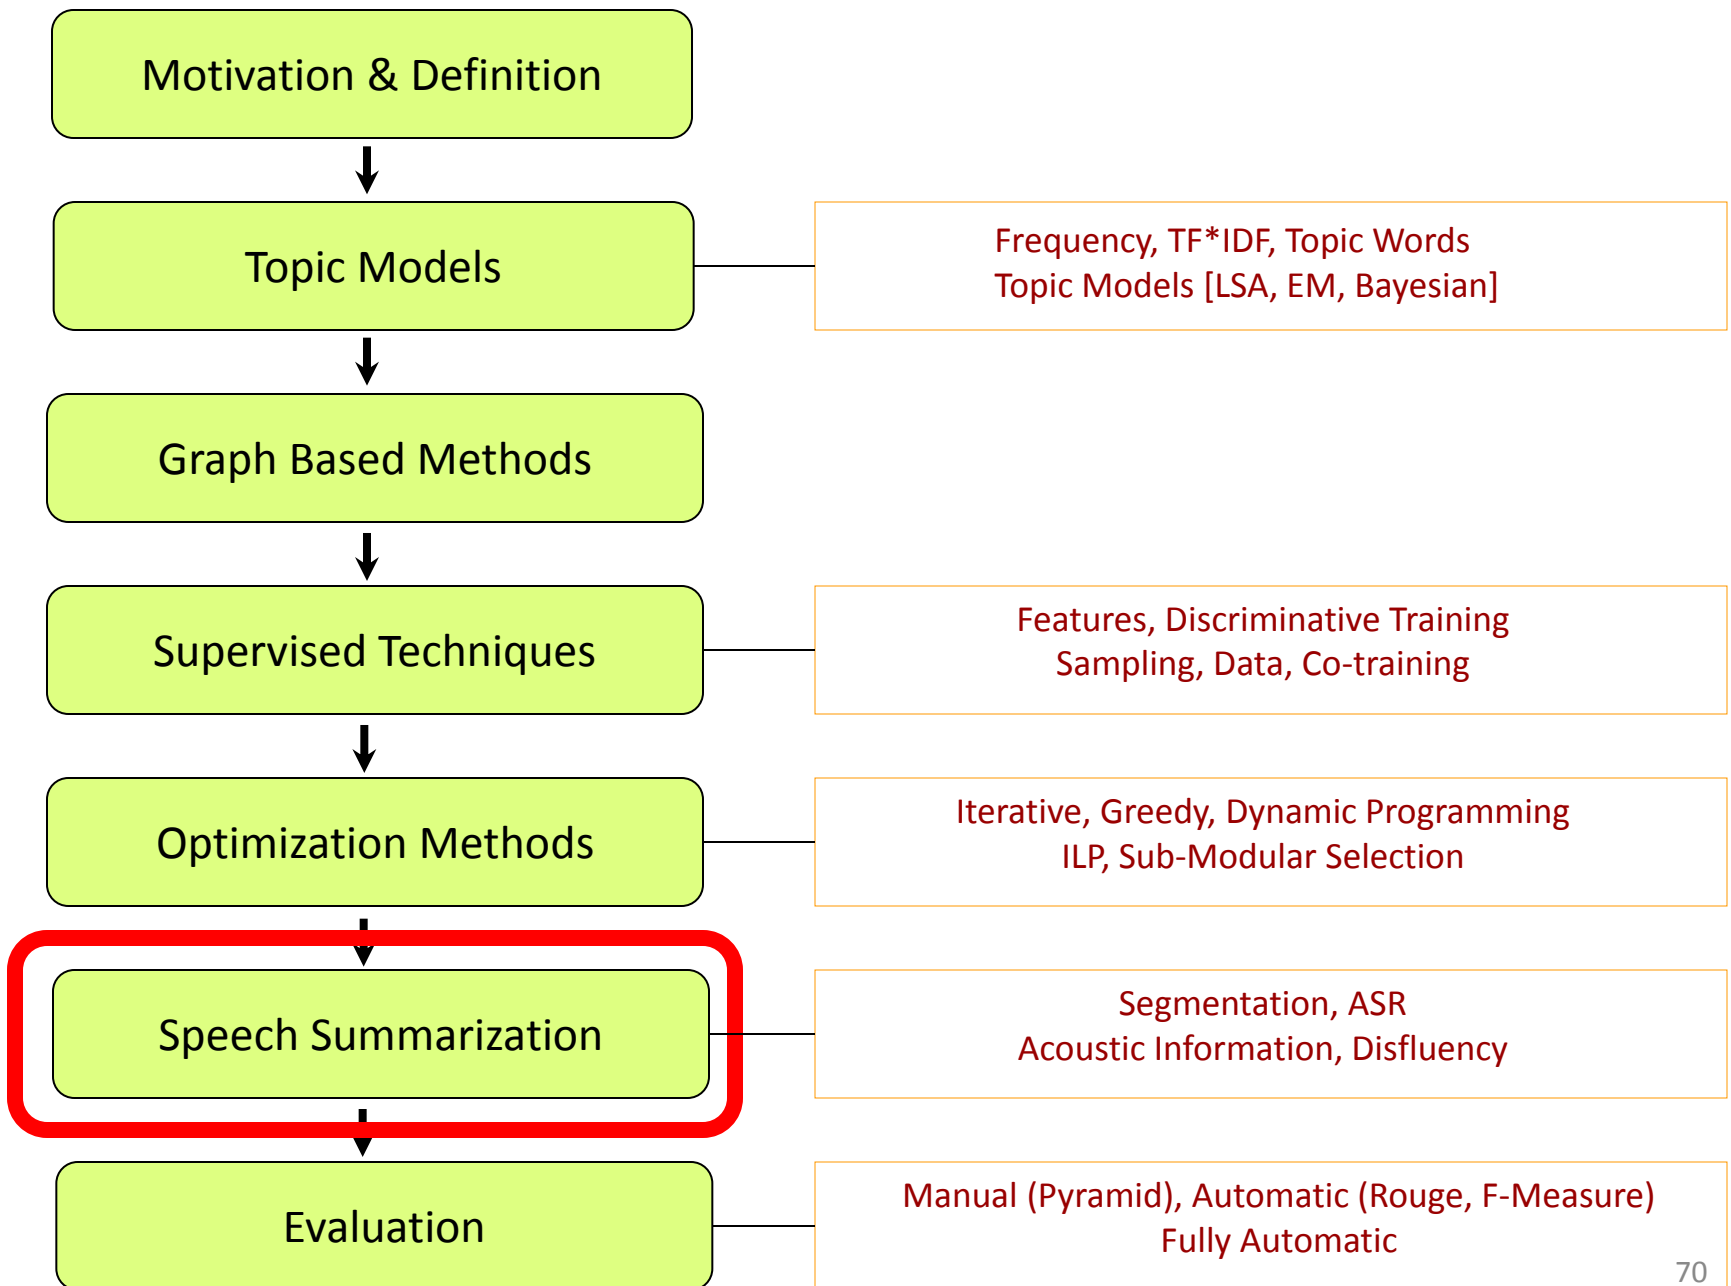 Motivation & Definition
Topic Models
Frequency, TF*IDF, Topic Words
Topic Models [LSA, EM, Bayesian]
Graph Based Methods
Supervised Techniques
Features, Discriminative Training
Sampling, Data, Co-training
Optimization Methods
Iterative, Greedy, Dynamic Programming
ILP, Sub-Modular Selection
Speech Summarization
Segmentation, ASR
Acoustic Information, Disfluency
Evaluation
Manual (Pyramid), Automatic (Rouge, F-Measure)
Fully Automatic
70